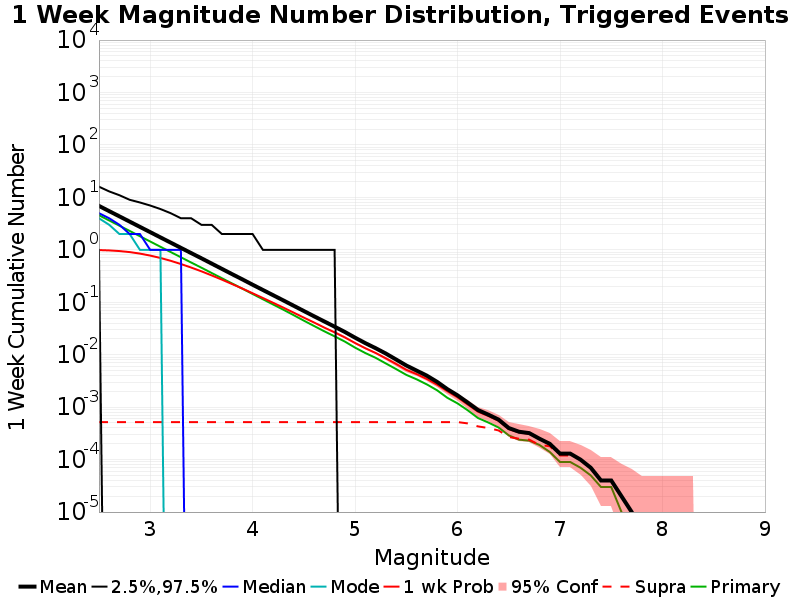 1 Week Magnitude Number Distribution, Triggered Events
1 Week Cumulative Number
10^4
10^3
10^2
10^1
10^0
10^-1
10^-2
10^-3
10^-4
10^-5
3 4 5 6 7 8 9
Magnitude
Mean 2.5%,97.5% Median Mode 1 wk Prob 95% Conf Supra Primary